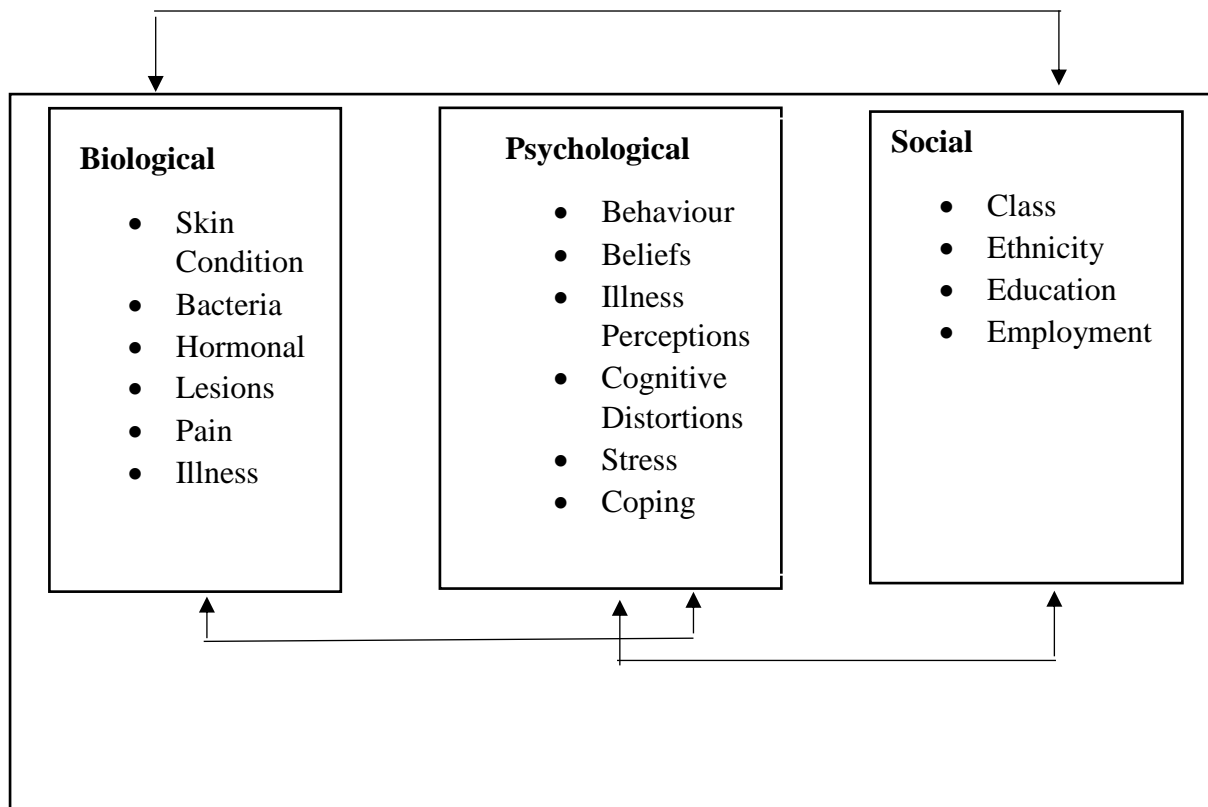 Biological
Skin
Condition
Bacteria
Hormonal
Lesions
Pain
Illness
Psychological
Behaviour
Beliefs
Illness
Perceptions
Cognitive
Distortions
Stress
Coping
Social
Class
Ethnicity
Education
Employment